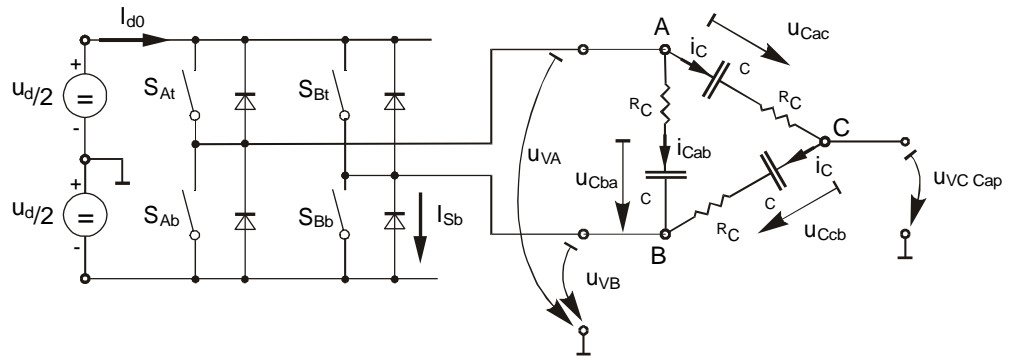 I_d0
+
u_d/2
=
-
+
u_d/2
=
-
S_At
S_Bt
S_Ab
S_Bb
I_Sb
u_VA
u_VB
A
i_C
C
u_Cac
R_C
R_C
C
i_Cab
u_Cba
C
i_C
C
R_C
u_Ccb
B
u_VC Cap